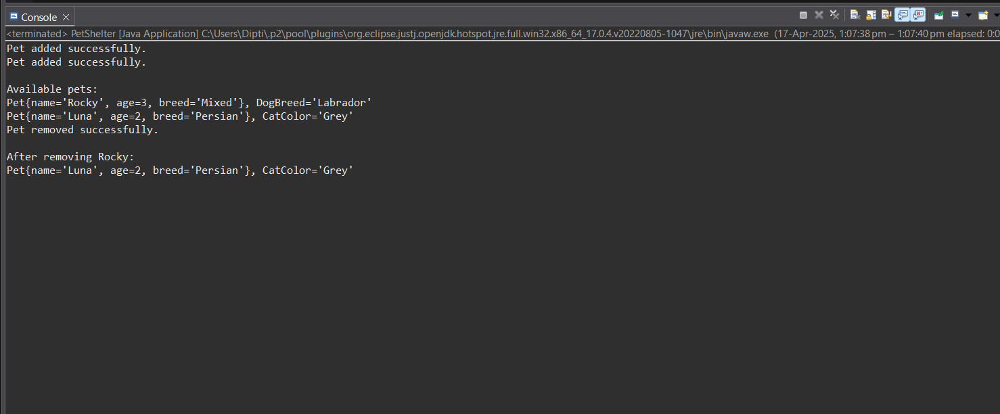 Console
<terminated> PetShelter [Java Application] C:\Users\Dipti\.p2\pool\plugins\org.eclipse.justj.openjdk.hotspot.jre.full.win32.x86_64_17.0.4.v20220805-1047\jre\bin\javaw.exe (17-Apr-2025, 1:07:38 pm – 1:07:40 pm elapsed: 0:0
Pet added successfully.
Pet added successfully.
Available pets:
Pet{name='Rocky', age=3, breed='Mixed'}, DogBreed='Labrador'
Pet{name='Luna', age=2, breed='Persian'}, CatColor='Grey'
Pet removed successfully.
After removing Rocky:
Pet{name='Luna', age=2, breed='Persian'}, CatColor='Grey'